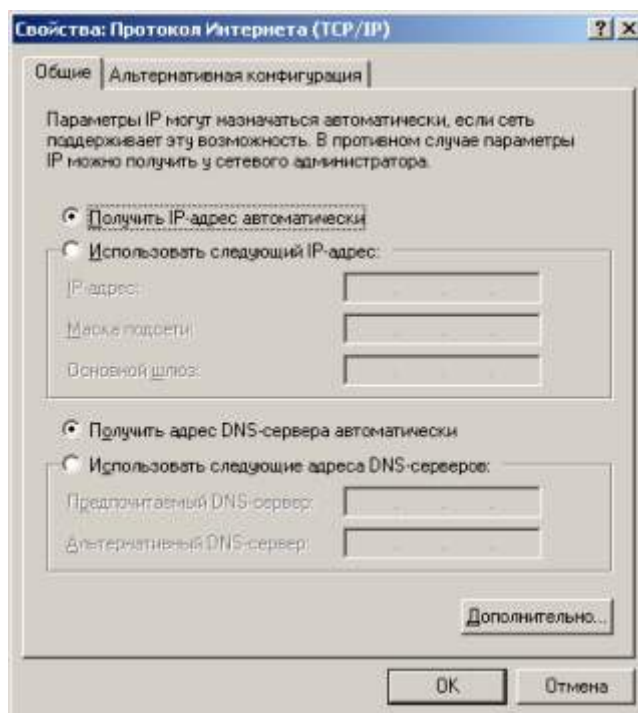 Свойства: Протокол Интернета (TCP/IP)
Общие
Альтернативная конфигурация
Параметры IP могут назначаться автоматически, если сеть
поддерживает эту возможность. В противном случае параметры
IP можно получить у сетевого администратора.
Получить IP-адрес автоматически
Использовать следующий IP-адрес:
IP-адрес:
Маска подсети:
Основной шлюз:
Получить адрес DNS-сервера автоматически
Использовать следующие адреса DNS-серверов:
Предпочитаемый DNS-сервер:
Альтернативный DNS-сервер:
Дополнительно...
OK
Отмена